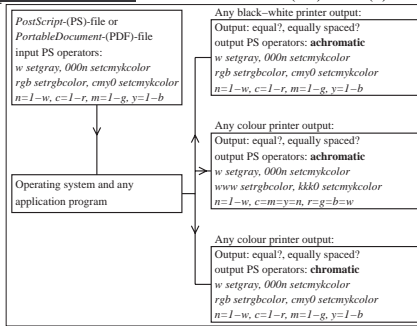 PostScript-(PS)-file or
PortableDocument-(PDF)-file
input PS operators:
w setgray, 000n setcmykcolor
rgb setrgbcolor, cmy0 setcmykcolor
n=1−w, c=1−r, m=1−g, y=1−b
Operating system and any
application program
Any black−white printer output:
Output: equal?, equally spaced?
output PS operators: achromatic
w setgray, 000n setcmykcolor
rgb setrgbcolor, cmy0 setcmykcolor
n=1−w, c=1−r, m=1−g, y=1−b
Any colour printer output:
Output: equal?, equally spaced?
output PS operators: achromatic
w setgray, 000n setcmykcolor
www setrgbcolor, kkk0 setcmykcolor
n=1−w, c=m=y=n, r=g=b=w
Any colour printer output:
Output: equal?, equally spaced?
output PS operators: chromatic
w setgray, 000n setcmykcolor
rgb setrgbcolor, cmy0 setcmykcolor
n=1−w, c=1−r, m=1−g, y=1−b